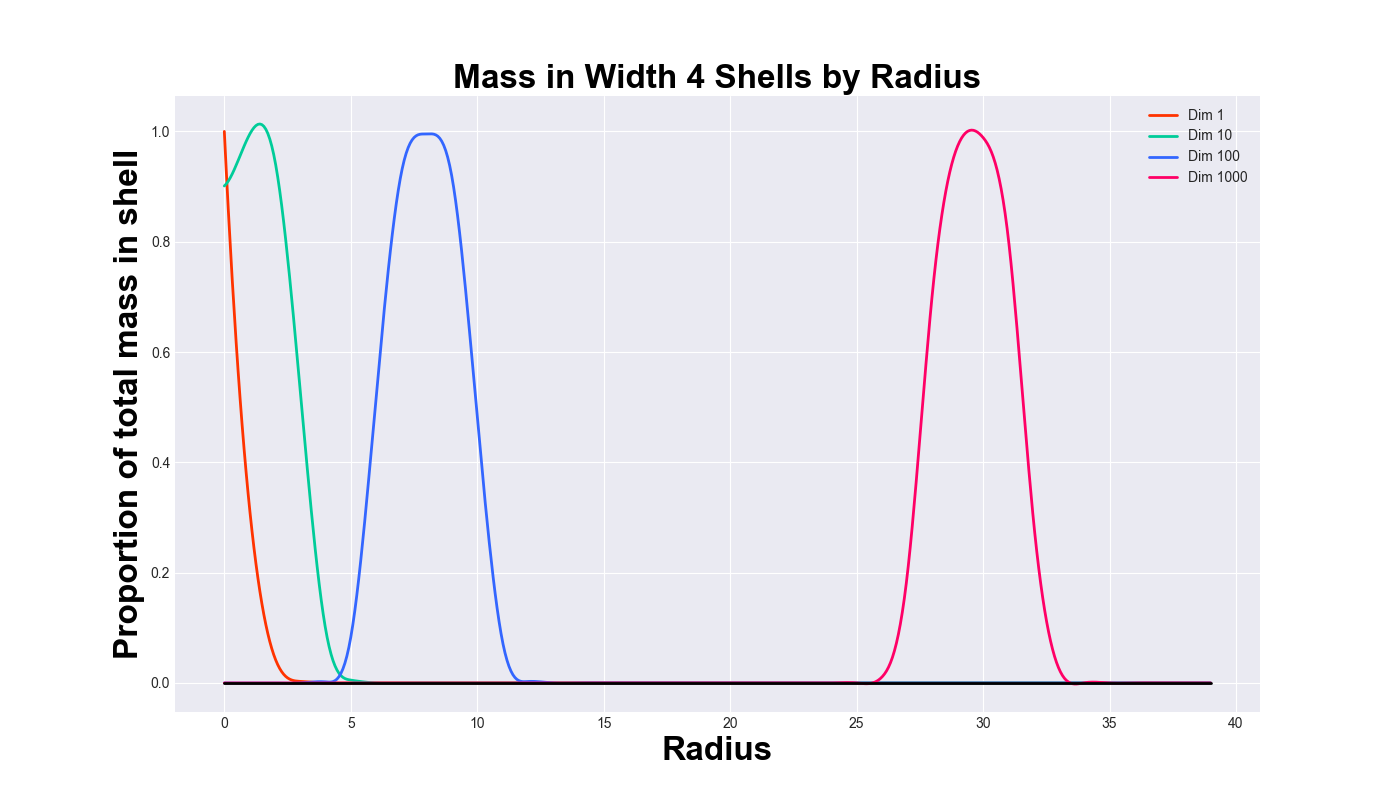 Mass in Width 4 Shells by Radius
Proportion of total mass in shell
1.0
0.8
0.6
0.4
0.2
0.0
Dim 1
Dim 10
Dim 100
Dim 1000
0 5 10 15 20 25 30 35 40
Radius